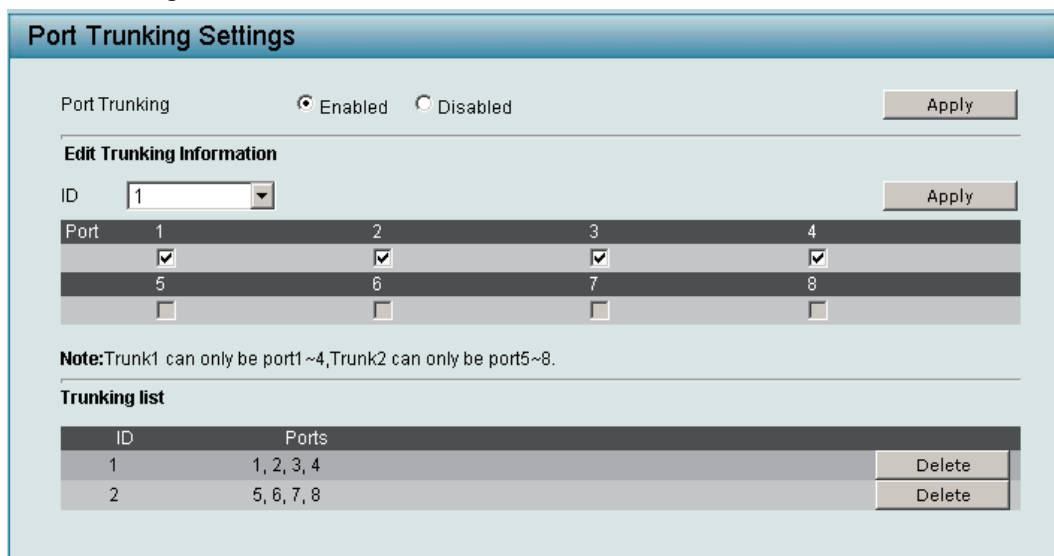 Port Trunking Settings
Port Trunking Enabled Disabled Apply
Edit Trunking Information
ID 1 Apply
Port 1 2 3 4
5 6 7 8
Note:Trunk1 can only be port1~4,Trunk2 can only be port5~8.
Trunking list
ID Ports
1 1, 2, 3, 4 Delete
2 5, 6, 7, 8 Delete